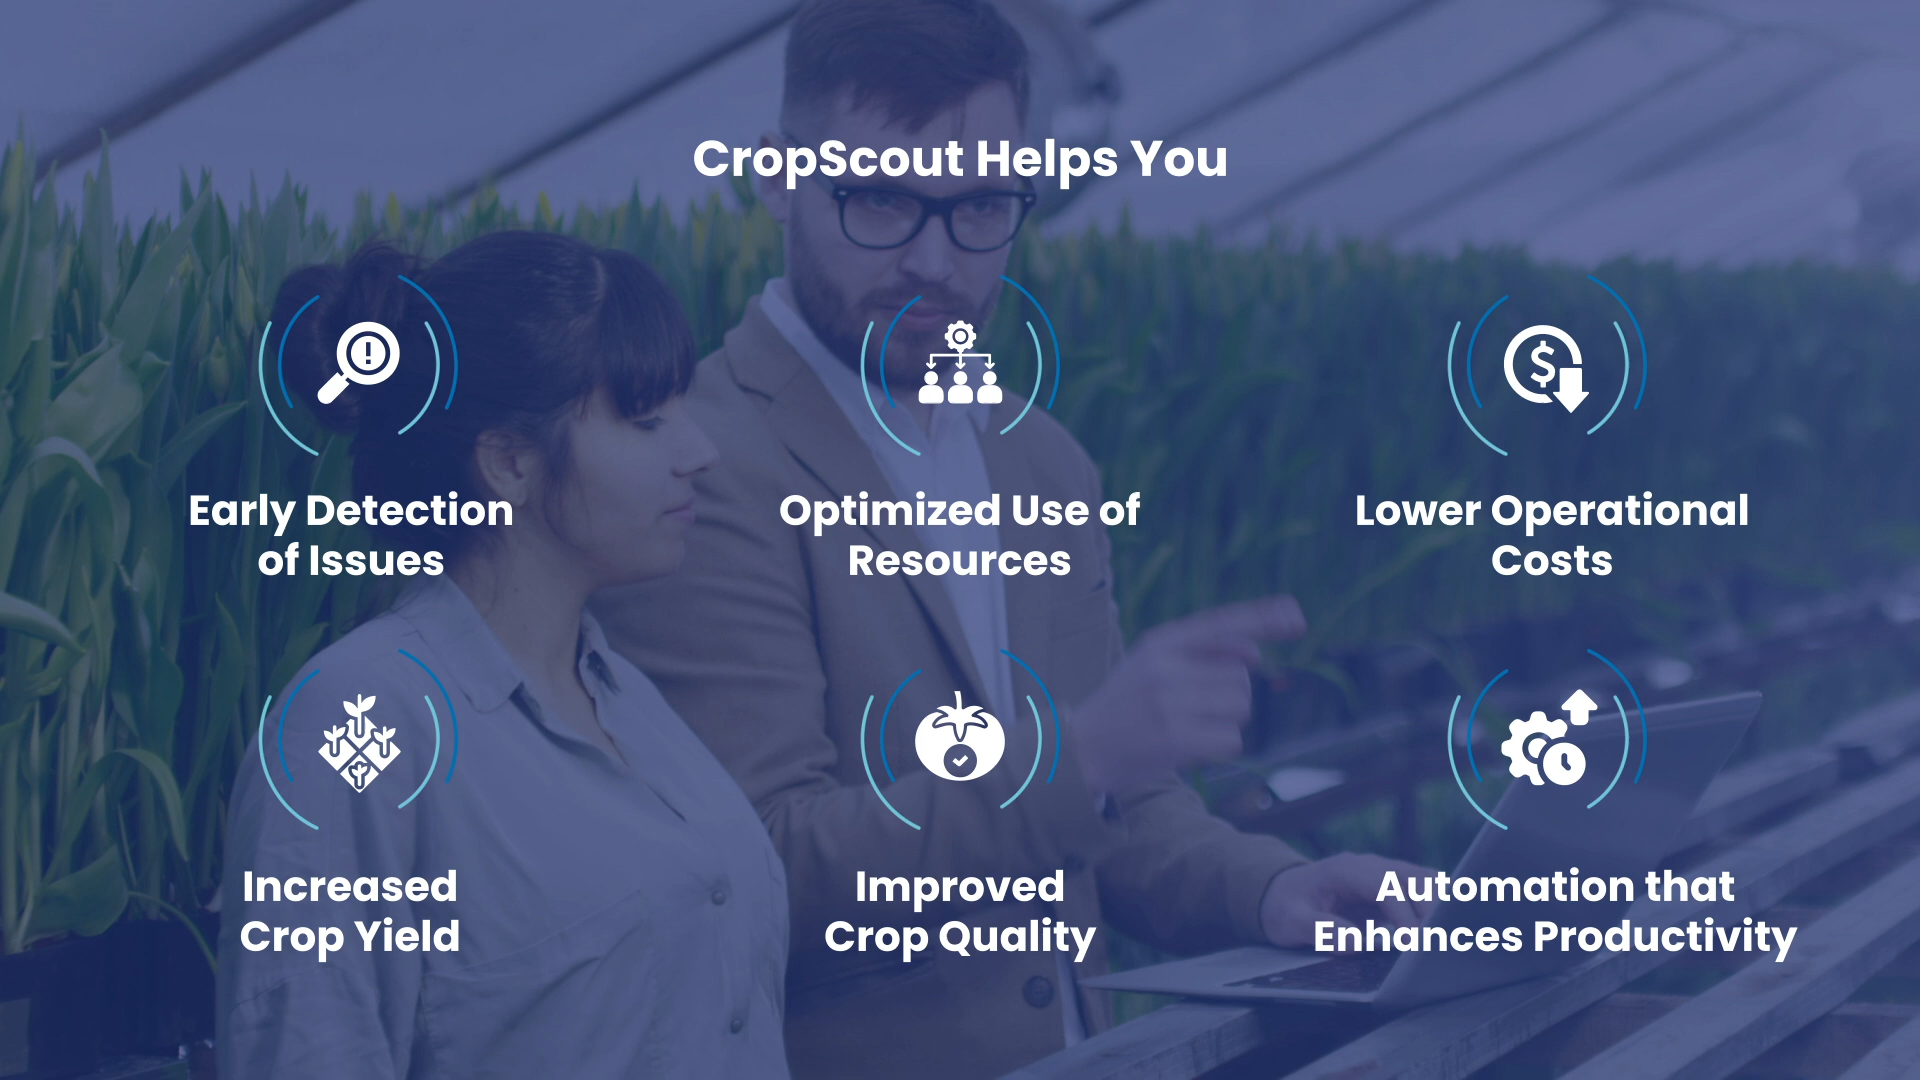 CropScout Helps You
Early Detection
of Issues
Optimized Use of
Resources
Lower Operational
Costs
Increased
Crop Yield
Improved
Crop Quality
Automation that
Enhances Productivity